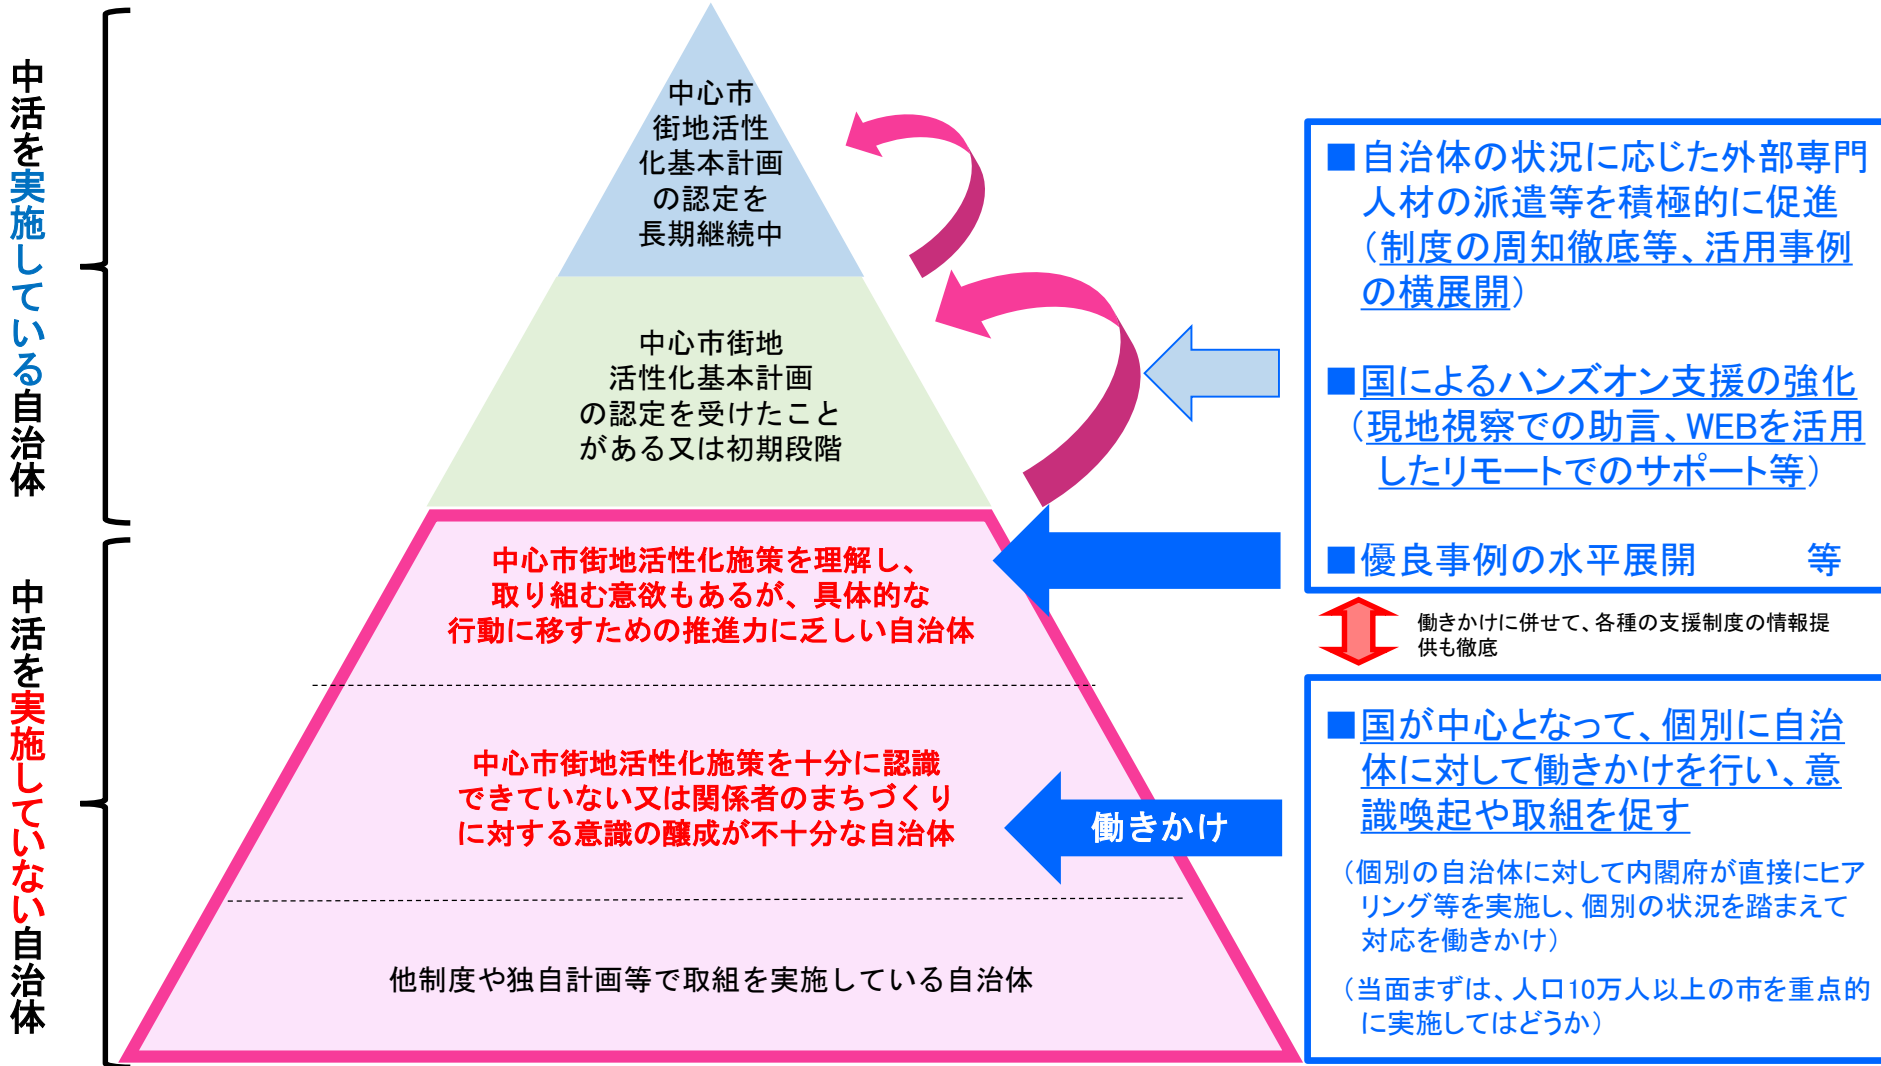 中活を実施している自治体
中心市
街地活性
化基本計画
の認定を
長期継続中
中心市街地
活性化基本計画
の認定を受けたこと
がある又は初期段階
■自治体の状況に応じた外部専門
人材の派遣等を積極的に促進
（制度の周知徹底等、活用事例
の横展開）
■国によるハンズオン支援の強化
（現地視察での助言、WEBを活用
したリモートでのサポート等）
■優良事例の水平展開　　　等
働きかけに併せて、各種の支援制度の情報提
供も徹底
中活を実施していない自治体
中心市街地活性化施策を理解し、
取り組む意欲もあるが、具体的な
行動に移すための推進力に乏しい自治体
中心市街地活性化施策を十分に認識
できていない又は関係者のまちづくり
に対する意識の醸成が不十分な自治体
働きかけ
他制度や独自計画等で取組を実施している自治体
■国が中心となって、個別に自治
体に対して働きかけを行い、意
識喚起や取組を促す
（個別の自治体に対して内閣府が直接にヒア
リング等を実施し、個別の状況を踏まえて
対応を働きかけ）
（当面まずは、人口10万人以上の市を重点的
に実施してはどうか）